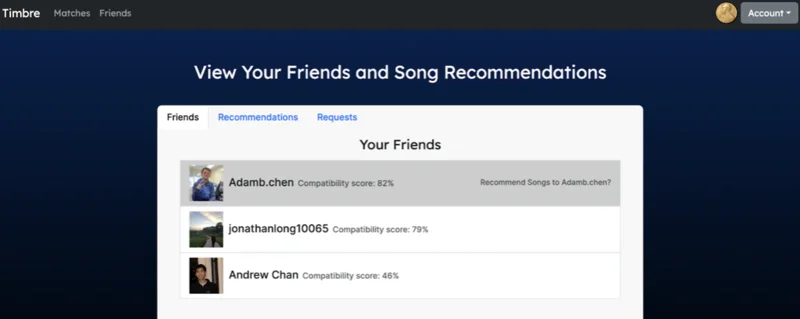 Timbre Matches Friends Account
View Your Friends and Song Recommendations
Friends Recommendations Requests
Your Friends
Adamb.chen Compatibility score: 82% Recommend Songs to Adamb.chen?
jonathanlong10065 Compatibility score: 79%
Andrew Chan Compatibility score: 46%